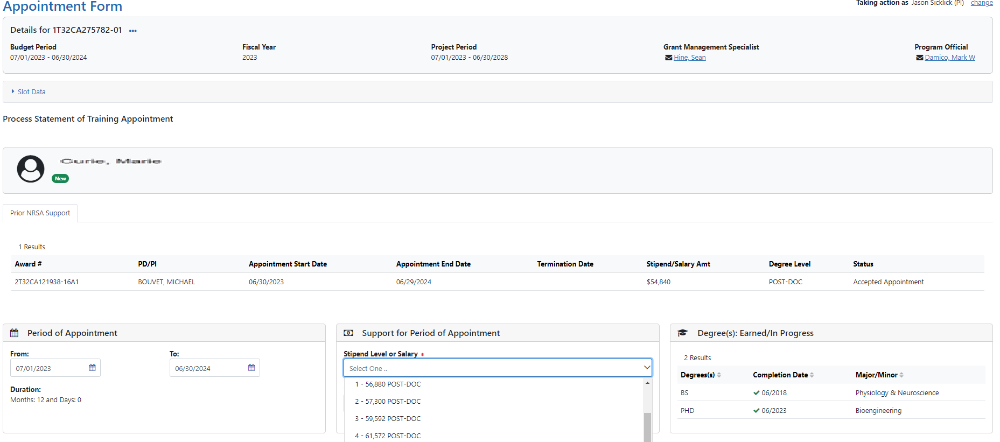 Appointment Form
Taking action as Jason Sicklick (PI) change
Details for 1T32CA275782-01 •••
Budget Period
07/01/2023 - 06/30/2024
Fiscal Year
2023
Project Period
07/01/2023 - 06/30/2028
Grant Management Specialist
Hine, Sean
Program Official
Damico, Mark W
Slot Data
Process Statement of Training Appointment
Curie, Marie
New
Prior NRSA Support
1 Results
Award # PD/PI Appointment Start Date Appointment End Date Termination Date Stipend/Salary Amt Degree Level Status
2T32CA121938-16A1 BOUVET, MICHAEL 06/30/2023 06/29/2024 $54,840 POST-DOC Accepted Appointment
Period of Appointment
From: To:
07/01/2023 06/30/2024
Duration:
Months: 12 and Days: 0
Support for Period of Appointment
Stipend Level or Salary *
Select One ..
1 - 56,880 POST-DOC
2 - 57,300 POST-DOC
3 - 59,592 POST-DOC
4 - 61,572 POST-DOC
Degree(s): Earned/In Progress
2 Results
Degrees(s) Completion Date Major/Minor
BS 06/2018 Physiology & Neuroscience
PHD 06/2023 Bioengineering